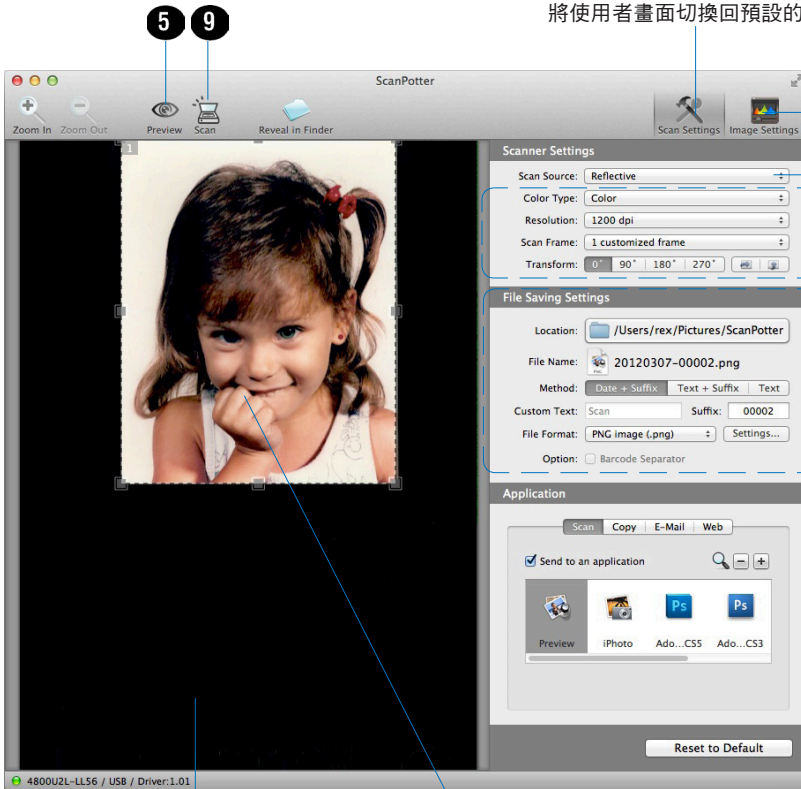 將使用者畫面切換回預設的
5 9
ScanPotter
Zoom In Zoom Out Preview Scan Reveal in Finder Scan Settings Image Settings
1
Scanner Settings
Scan Source: Reflective
Color Type: Color
Resolution: 1200 dpi
Scan Frame: 1 customized frame
Transform: 0° 90° 180° 270°
File Saving Settings
Location: /Users/rex/Pictures/ScanPotter
File Name: PNG 20120307-00002.png
Method: Date + Suffix Text + Suffix Text
Custom Text: Scan Suffix: 00002
File Format: PNG image (.png) Settings...
Option: Barcode Separator
Application
Scan Copy E-Mail Web
Send to an application
Ps Ps
Preview iPhoto Ado...CS5 Ado...CS3
Reset to Default
4800U2L-LL56 / USB / Driver:1.01